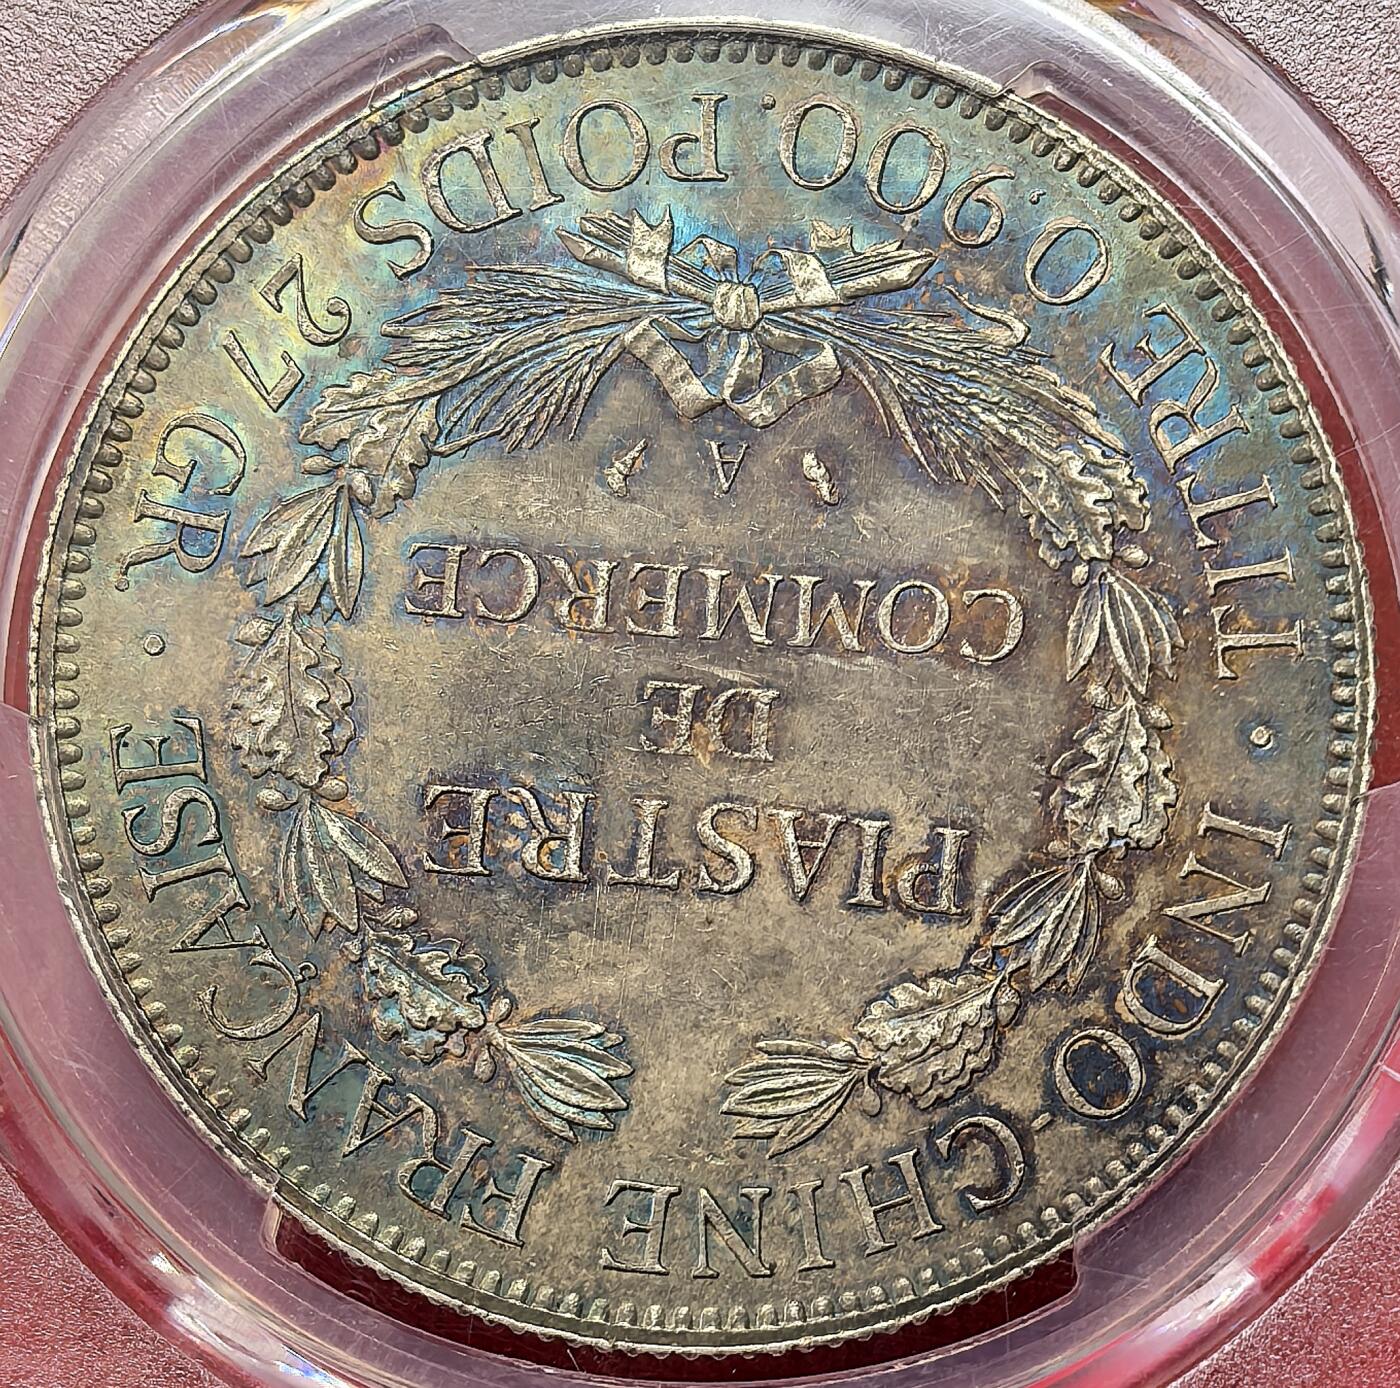 INDO-CHINE FRANÇAISE
PIASTRE
DE
COMMERCE
A
TITRE 0,900. POIDS 27 GR.